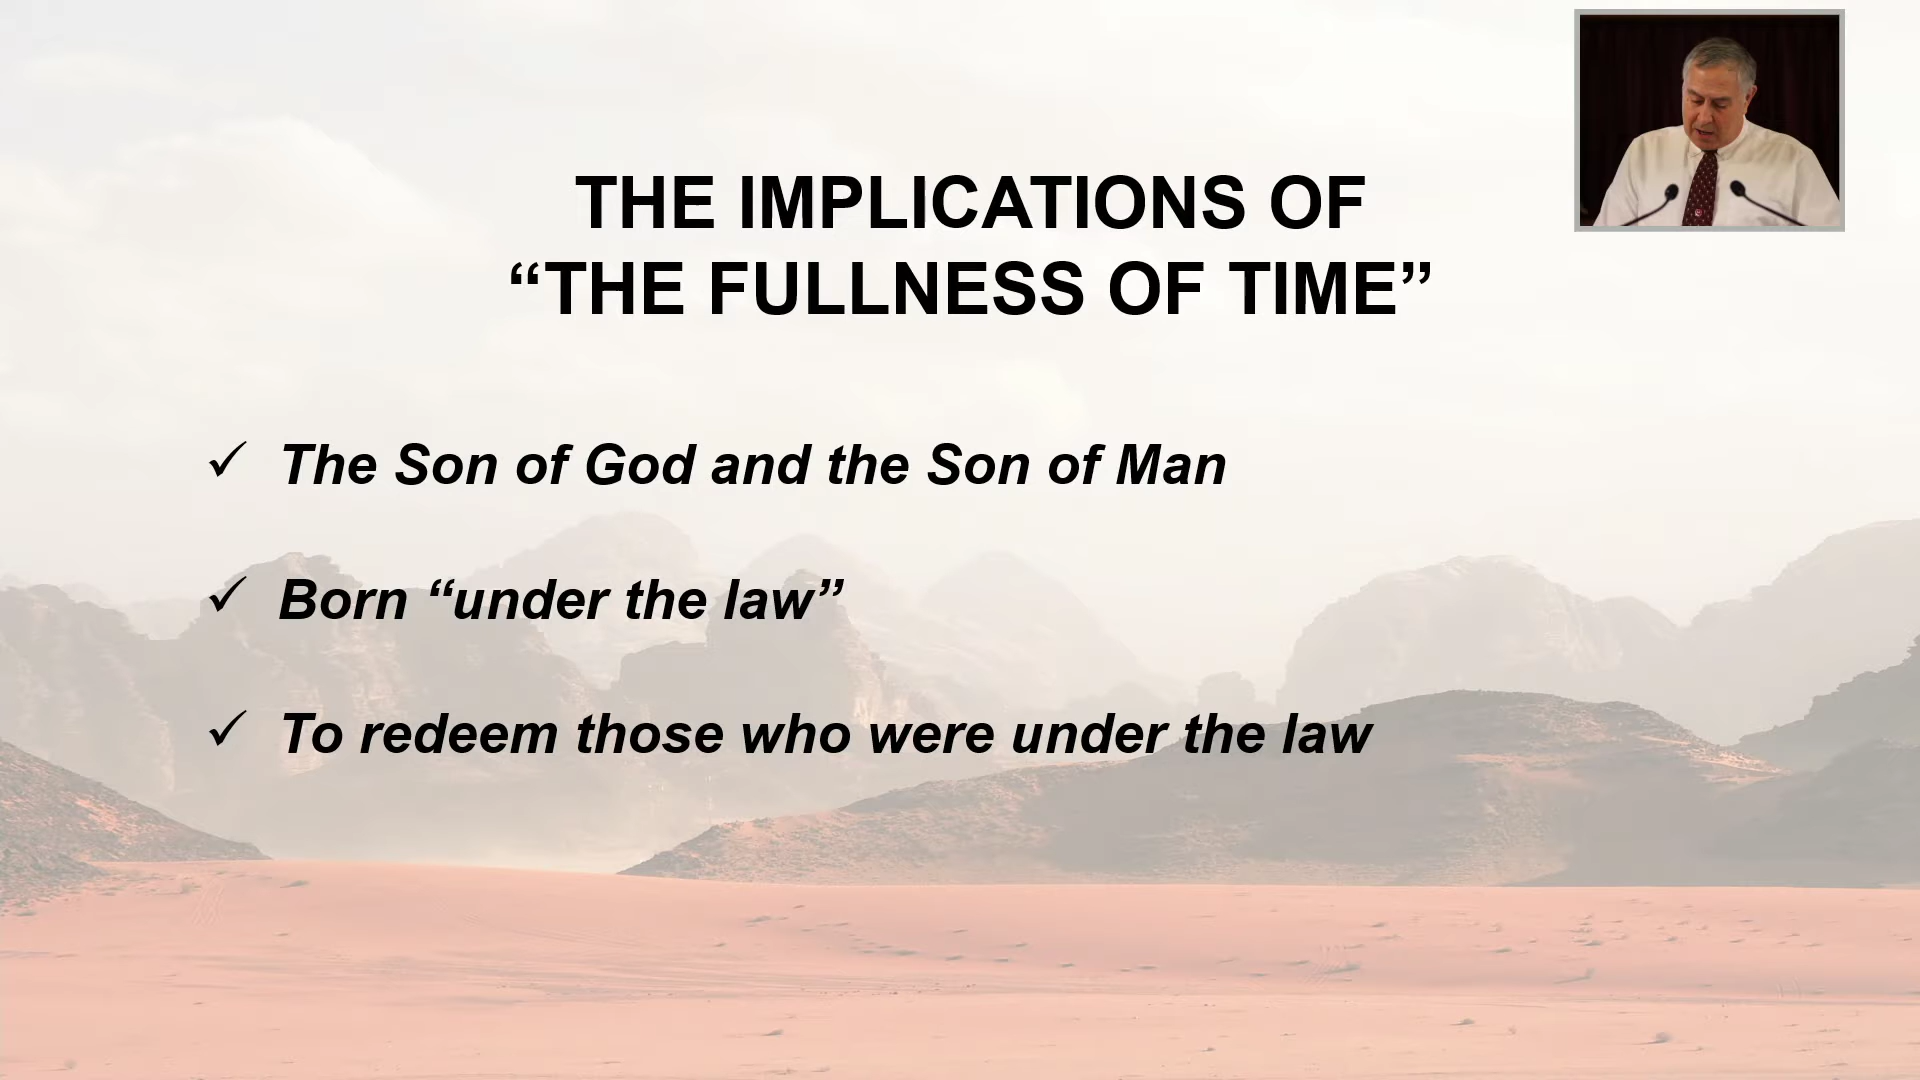 THE IMPLICATIONS OF
“THE FULLNESS OF TIME”
✓ The Son of God and the Son of Man
✓ Born “under the law”
✓ To redeem those who were under the law